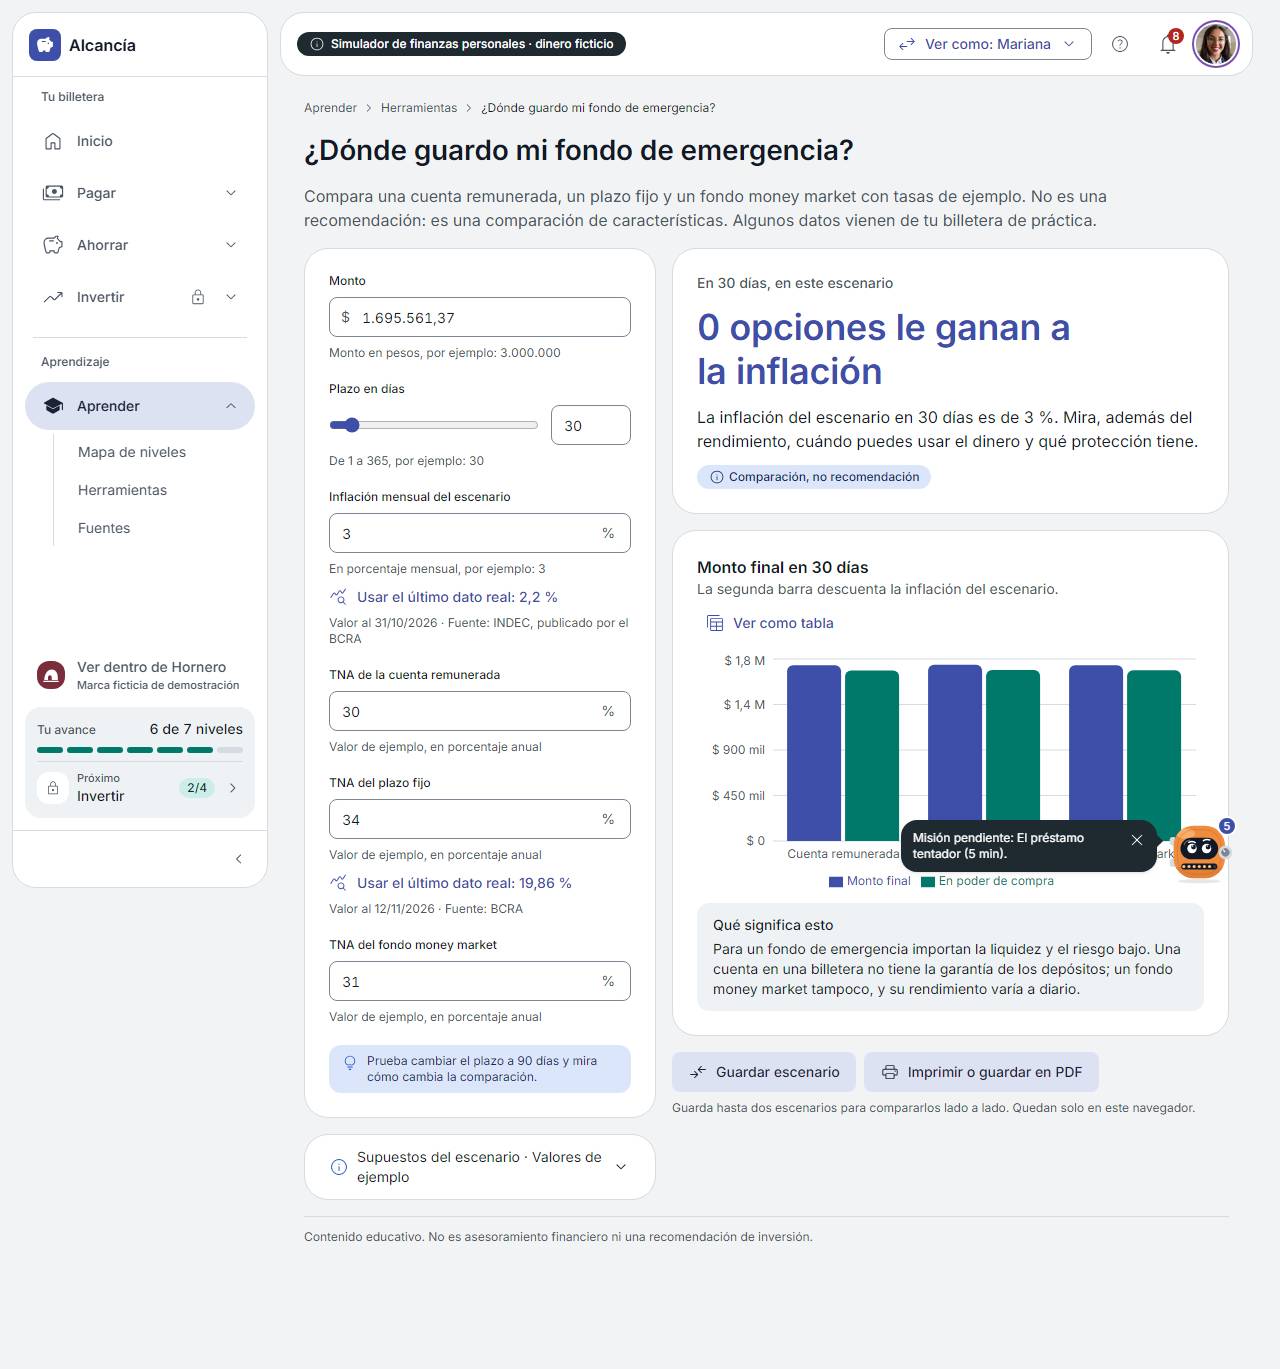 Alcancía
Tu billetera
Inicio
Pagar
Ahorrar
Invertir
Aprendizaje
Aprender
Mapa de niveles
Herramientas
Fuentes
Ver dentro de Hornero
Marca ficticia de demostración
Tu avance
6 de 7 niveles
Próximo
Invertir
2/4
Simulador de finanzas personales · dinero ficticio
Ver como: Mariana
8
Aprender
Herramientas
¿Dónde guardo mi fondo de emergencia?
¿Dónde guardo mi fondo de emergencia?
Compara una cuenta remunerada, un plazo fijo y un fondo money market con tasas de ejemplo. No es una
recomendación: es una comparación de características. Algunos datos vienen de tu billetera de práctica.
Monto
$ 1.695.561,37
Monto en pesos, por ejemplo: 3.000.000
Plazo en días
30
De 1 a 365, por ejemplo: 30
Inflación mensual del escenario
3 %
En porcentaje mensual, por ejemplo: 3
Usar el último dato real: 2,2 %
Valor al 31/10/2026 · Fuente: INDEC, publicado por el
BCRA
TNA de la cuenta remunerada
30 %
Valor de ejemplo, en porcentaje anual
TNA del plazo fijo
34 %
Valor de ejemplo, en porcentaje anual
Usar el último dato real: 19,86 %
Valor al 12/11/2026 · Fuente: BCRA
TNA del fondo money market
31 %
Valor de ejemplo, en porcentaje anual
Prueba cambiar el plazo a 90 días y mira
cómo cambia la comparación.
Supuestos del escenario · Valores de
ejemplo
En 30 días, en este escenario
0 opciones le ganan a
la inflación
La inflación del escenario en 30 días es de 3 %. Mira, además del
rendimiento, cuándo puedes usar el dinero y qué protección tiene.
Comparación, no recomendación
Monto final en 30 días
La segunda barra descuenta la inflación del escenario.
Ver como tabla
$ 1,8 M
$ 1,4 M
$ 900 mil
$ 450 mil
$ 0
Cuenta remunerada
Misión pendiente: El préstamo
tentador (5 min).
5
Monto final
En poder de compra
Qué significa esto
Para un fondo de emergencia importan la liquidez y el riesgo bajo. Una
cuenta en una billetera no tiene la garantía de los depósitos; un fondo
money market tampoco, y su rendimiento varía a diario.
Guardar escenario
Imprimir o guardar en PDF
Guarda hasta dos escenarios para compararlos lado a lado. Quedan solo en este navegador.
Contenido educativo. No es asesoramiento financiero ni una recomendación de inversión.